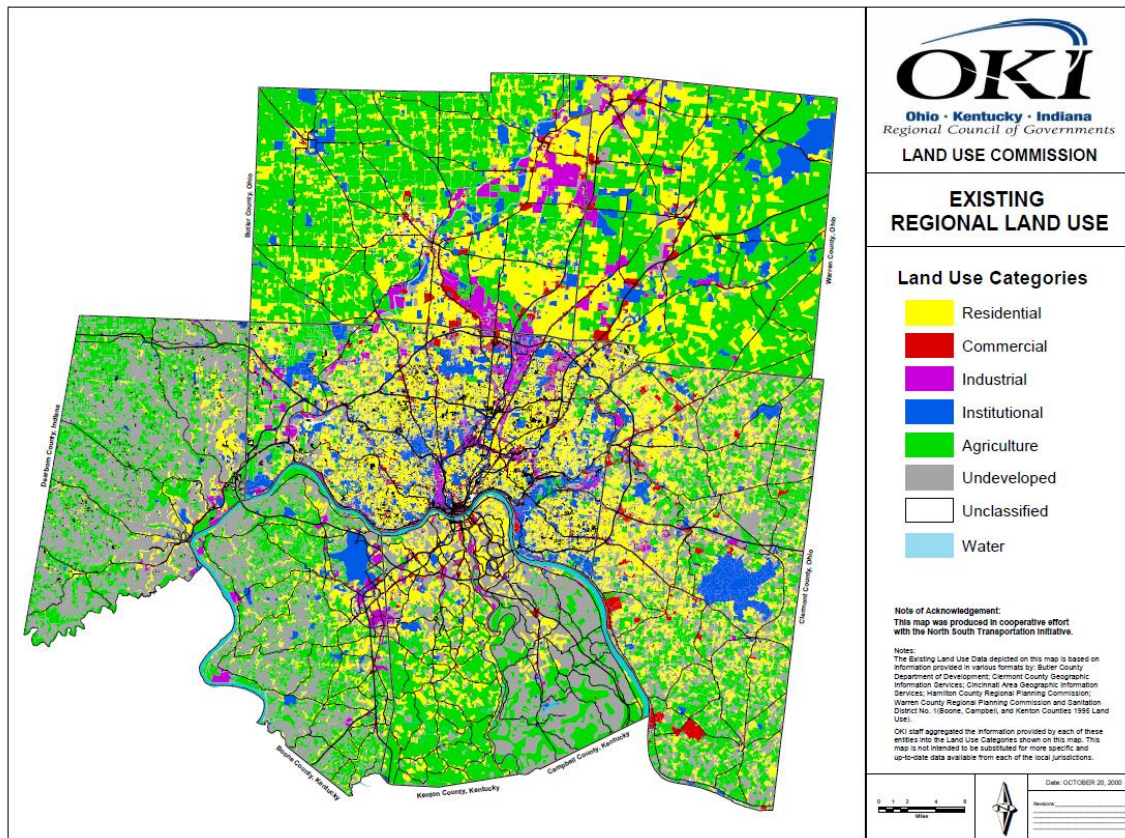 OKI
Ohio · Kentucky · Indiana
Regional Council of Governments
LAND USE COMMISSION
EXISTING
REGIONAL LAND USE
Land Use Categories
Residential
Commercial
Industrial
Institutional
Agriculture
Undeveloped
Unclassified
Water
Note of Acknowledgement:
This map was produced in cooperative effort
with the North South Transportation Initiative.
Notes:
The Existing Land Use Data depicted on this map is based on
information provided in various formats by: Butler County
Department of Development; Clermont County Geographic
Information Services; Cincinnati Area Geographic Information
Services; Hamilton County Regional Planning Commission;
Warren County Regional Planning Commission and Sanitation
District No. 1(Boone, Campbell, and Kenton Counties 1995 Land
Use).
OKI staff aggregated the information provided by each of these
entities into the Land Use Categories shown on this map. This
map is not intended to be substituted for more specific and
up-to-date data available from each of the local jurisdictions.
0 1 2 4 6
Miles
Date: OCTOBER 20, 2000
Revisions:
Butler County, Ohio
Warren County, Ohio
Dearborn County, Indiana
Clermont County, Ohio
Boone County, Kentucky
Kenton County, Kentucky
Campbell County, Kentucky